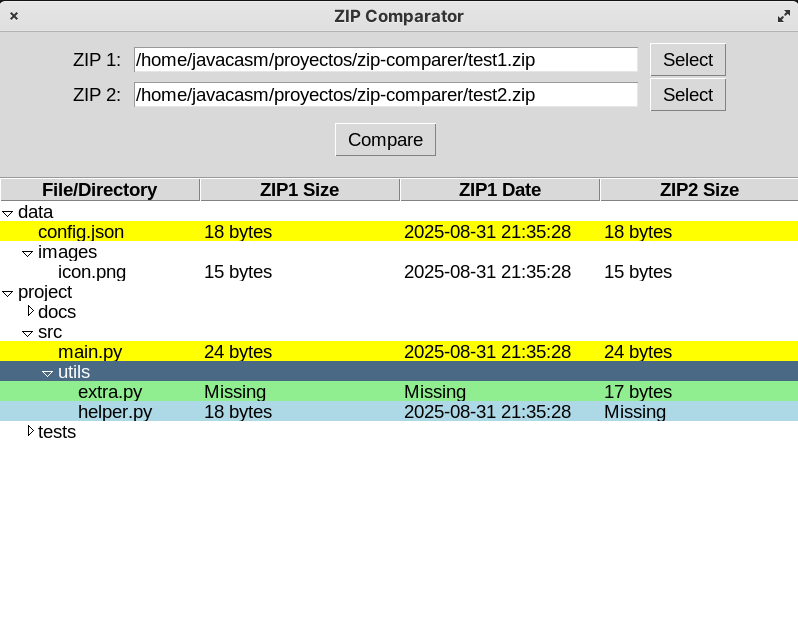 ZIP Comparator
ZIP 1: /home/javacasm/proyectos/zip-comparer/test1.zip Select
ZIP 2: /home/javacasm/proyectos/zip-comparer/test2.zip Select
Compare
File/Directory ZIP1 Size ZIP1 Date ZIP2 Size
data
config.json 18 bytes 2025-08-31 21:35:28 18 bytes
images
icon.png 15 bytes 2025-08-31 21:35:28 15 bytes
project
docs
src
main.py 24 bytes 2025-08-31 21:35:28 24 bytes
utils
extra.py Missing Missing 17 bytes
helper.py 18 bytes 2025-08-31 21:35:28 Missing
tests